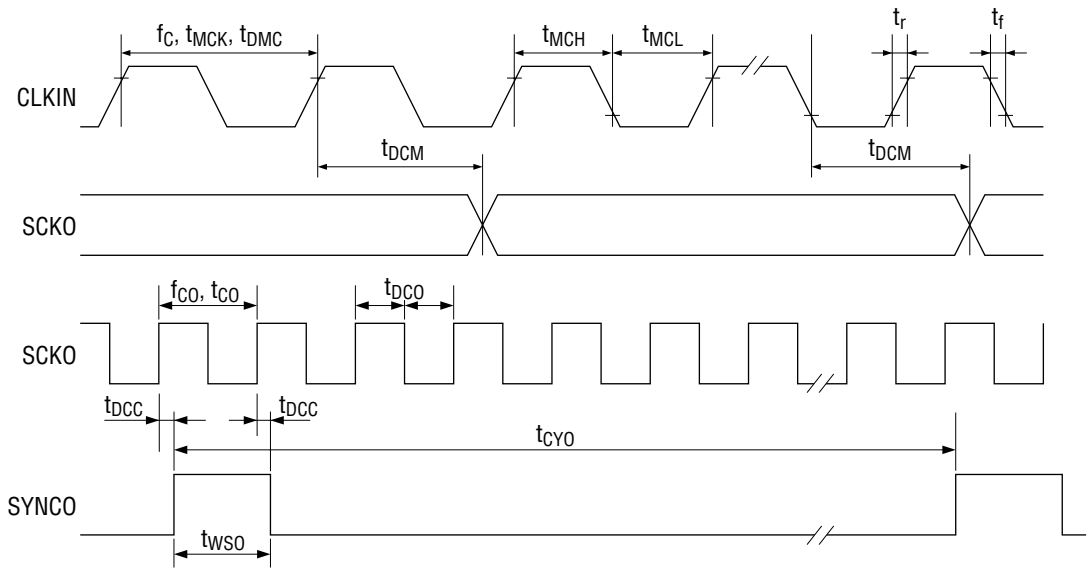 fC, tMCK, tDMC
tMCH
tMCL
tr
tf
CLKIN
tDCM
tDCM
SCKO
fCO, tCO
tDCO
SCKO
tDCC
tDCC
tCYO
SYNCO
tWSO